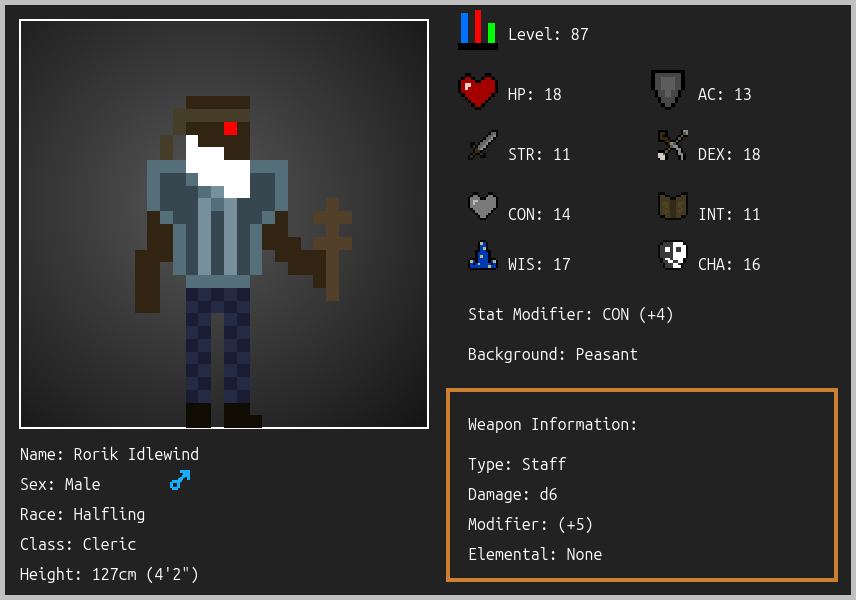 Level: 87
HP: 18
AC: 13
STR: 11
DEX: 18
CON: 14
INT: 11
WIS: 17
CHA: 16
Stat Modifier: CON (+4)
Background: Peasant
Weapon Information:
Type: Staff
Damage: d6
Modifier: (+5)
Elemental: None
Name: Rorik Idlewind
Sex: Male
Race: Halfling
Class: Cleric
Height: 127cm (4'2")